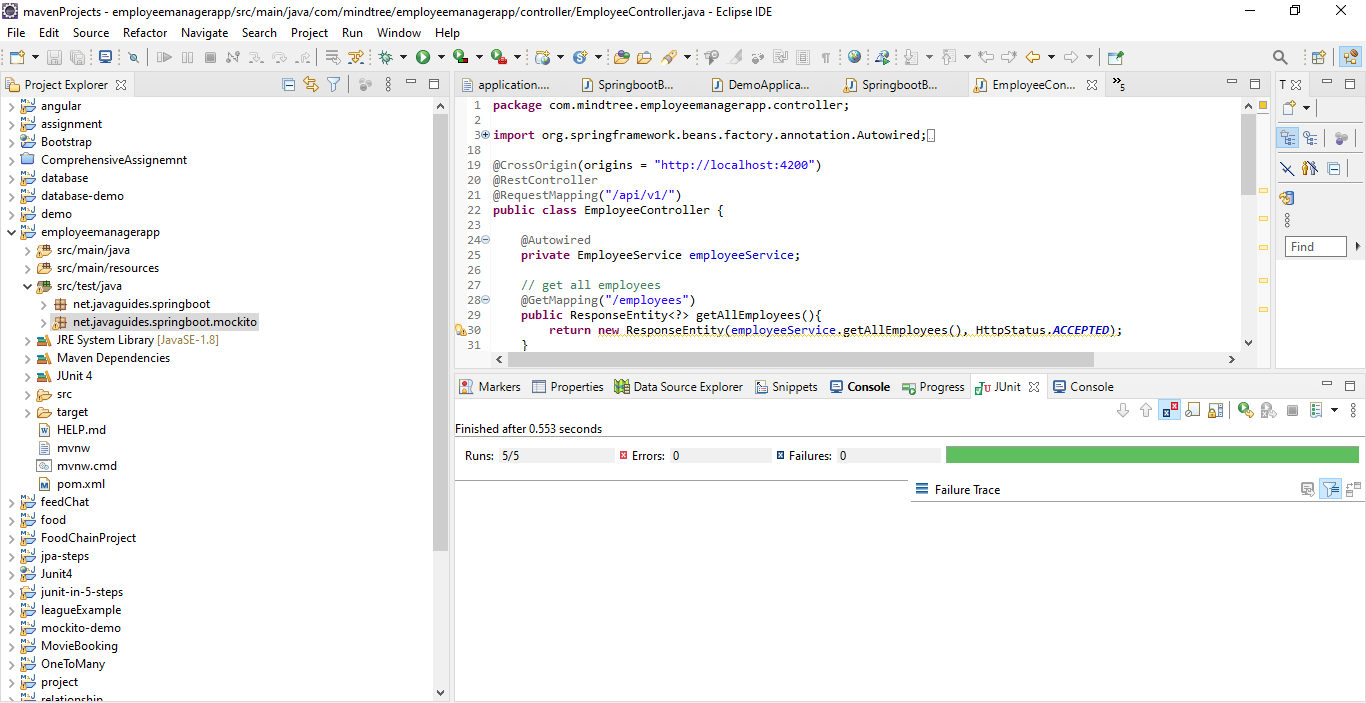 mavenProjects - employeemanagerapp/src/main/java/com/mindtree/employeemanagerapp/controller/EmployeeController.java - Eclipse IDE
File Edit Source Refactor Navigate Search Project Run Window Help
Project Explorer
angular
assignment
Bootstrap
ComprehensiveAssignemnt
database
database-demo
demo
employeemanagerapp
src/main/java
src/main/resources
src/test/java
net.javaguides.springboot
net.javaguides.springboot.mockito
JRE System Library [JavaSE-1.8]
Maven Dependencies
JUnit 4
src
target
HELP.md
mvnw
mvnw.cmd
pom.xml
feedChat
food
FoodChainProject
jpa-steps
Junit4
junit-in-5-steps
leagueExample
mockito-demo
MovieBooking
OneToMany
project
relationship
application.... SpringbootB... DemoApplica... SpringbootB... EmployeeCon... »5
1 package com.mindtree.employeemanagerapp.controller;
2
3 import org.springframework.beans.factory.annotation.Autowired;
18
19 @CrossOrigin(origins = "http://localhost:4200")
20 @RestController
21 @RequestMapping("/api/v1/")
22 public class EmployeeController {
23
24 @Autowired
25 private EmployeeService employeeService;
26
27 // get all employees
28 @GetMapping("/employees")
29 public ResponseEntity<?> getAllEmployees(){
30 return new ResponseEntity(employeeService.getAllEmployees(), HttpStatus.ACCEPTED);
31 }
T
Find
Markers Properties Data Source Explorer Snippets Console Progress JUnit Console
Finished after 0.553 seconds
Runs: 5/5 Errors: 0 Failures: 0
Failure Trace